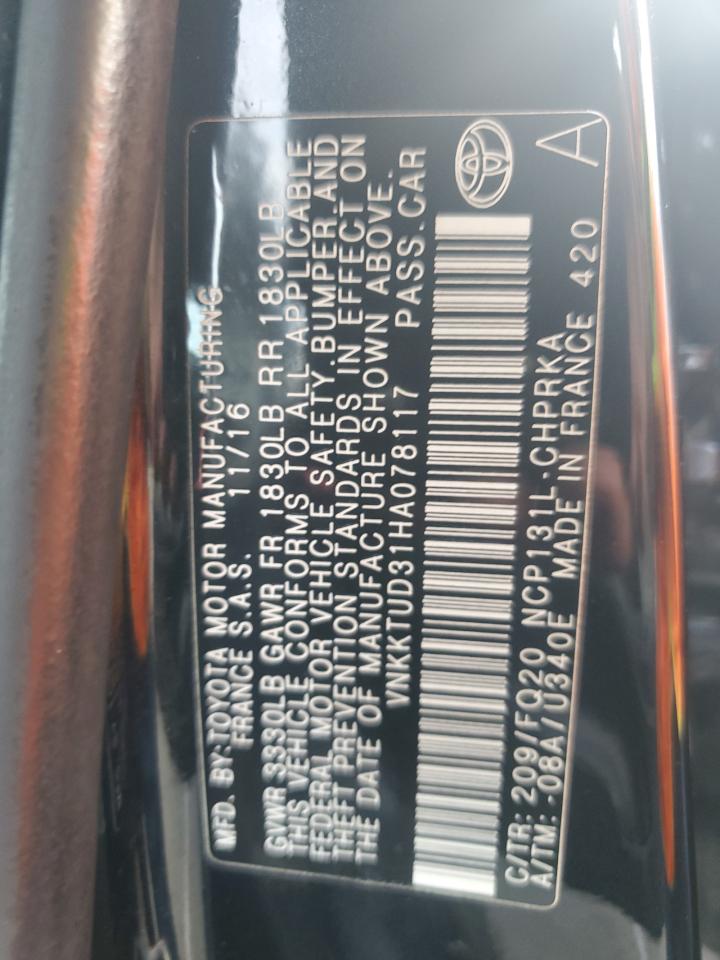 MFD. BY: TOYOTA MOTOR MANUFACTURING
FRANCE S.A.S. 11/16
GVWR 3330LB GAWR FR 1830LB RR 1830LB
THIS VEHICLE CONFORMS TO ALL APPLICABLE
FEDERAL MOTOR VEHICLE SAFETY, BUMPER, AND
THEFT PREVENTION STANDARDS IN EFFECT ON
THE DATE OF MANUFACTURE SHOWN ABOVE.
VNKKTUD31HA078117 PASS.CAR
C/TR: 209/FQ20 NCP131L-CHPRKA
A/TM: -08A/U340E MADE IN FRANCE 420
A